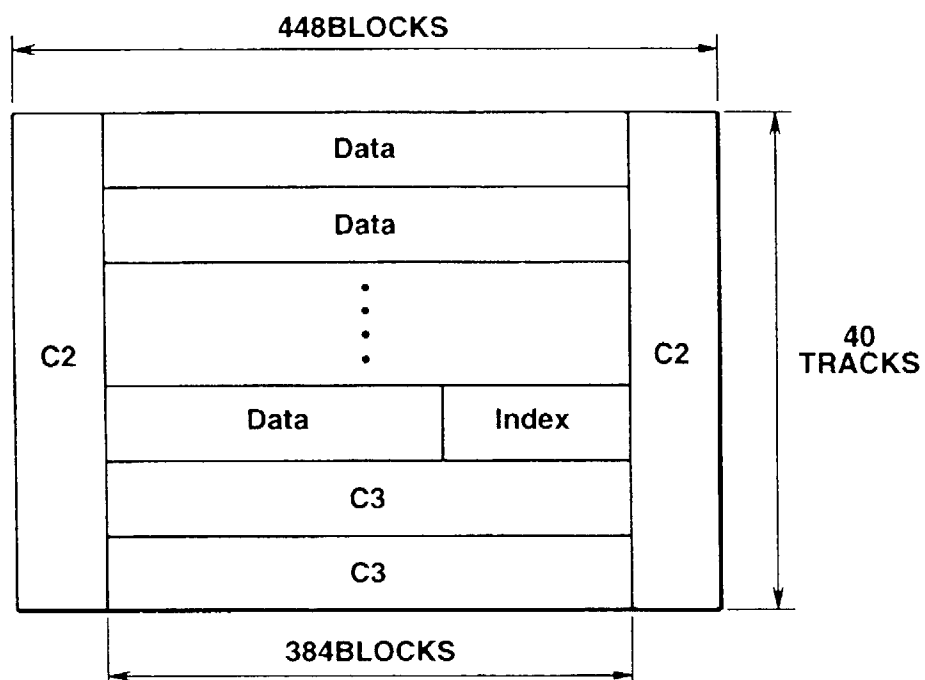 448BLOCKS
Data
Data
C2
C2
40
TRACKS
Data
Index
C3
C3
384BLOCKS